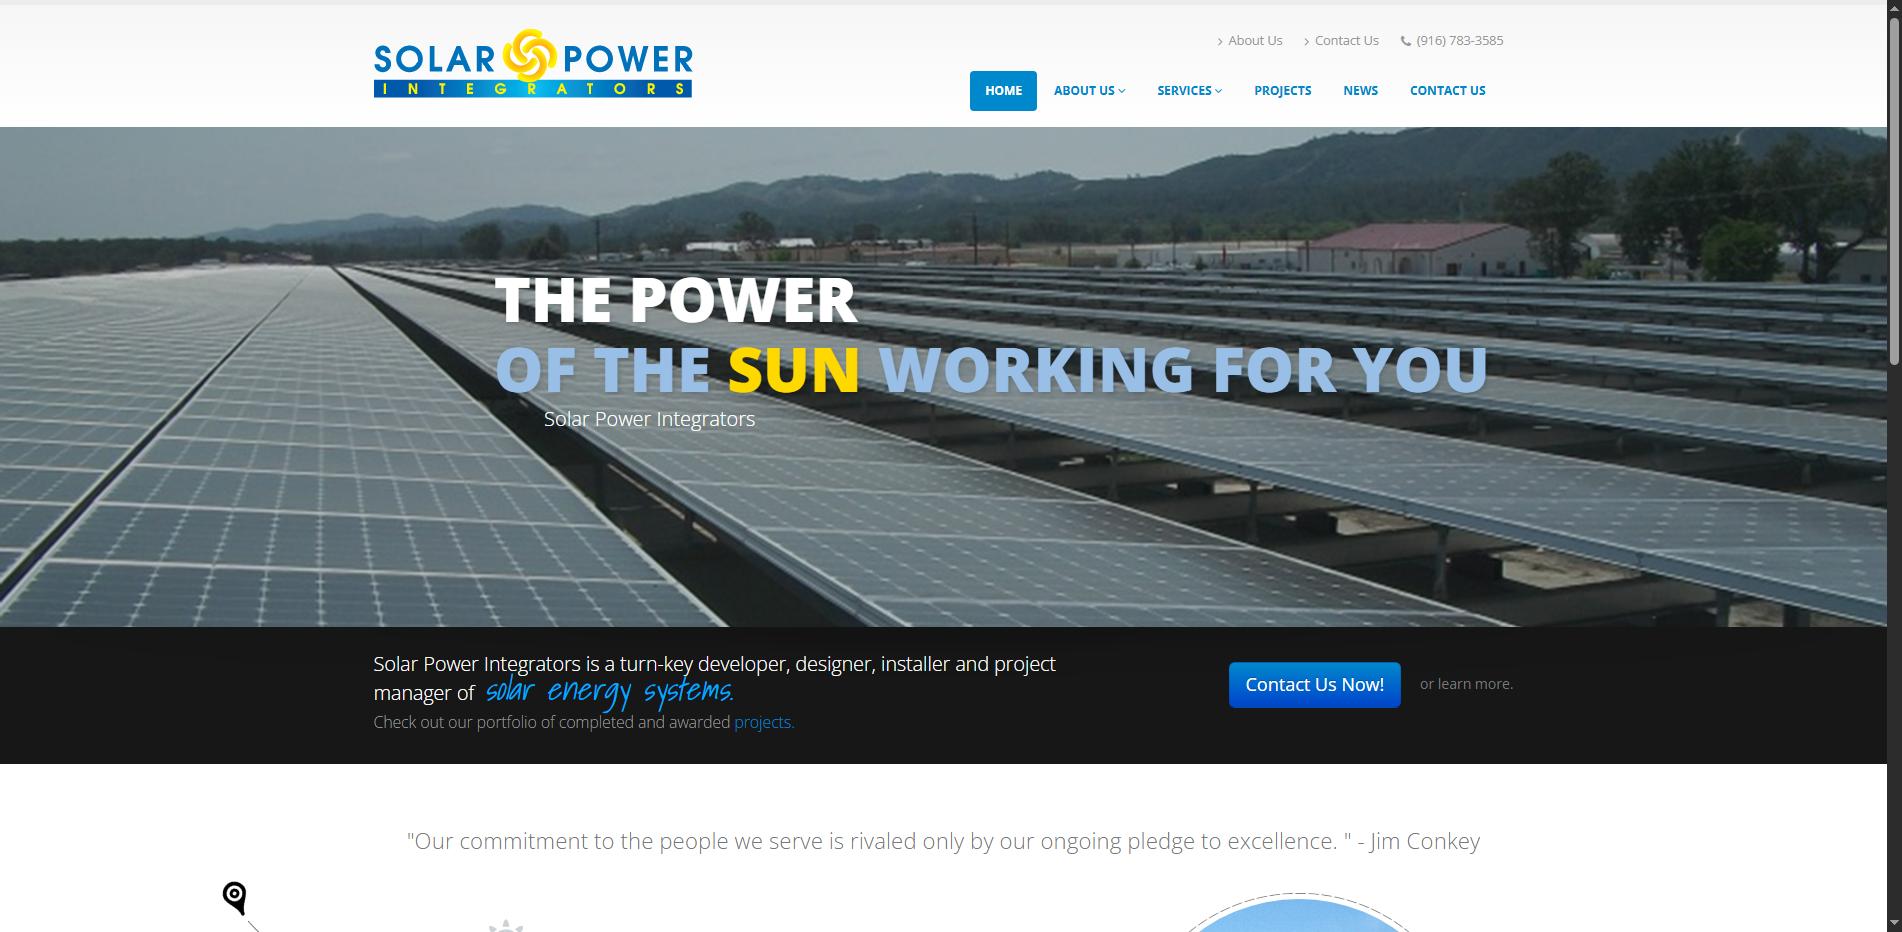 SOLAR POWER
INTEGRATORS
About Us
Contact Us
(916) 783-3585
HOME
ABOUT US
SERVICES
PROJECTS
NEWS
CONTACT US
THE POWER
OF THE SUN WORKING FOR YOU
Solar Power Integrators
Solar Power Integrators is a turn-key developer, designer, installer and project
manager of solar energy systems.
Check out our portfolio of completed and awarded projects.
Contact Us Now!
or learn more.
"Our commitment to the people we serve is rivaled only by our ongoing pledge to excellence. " - Jim Conkey